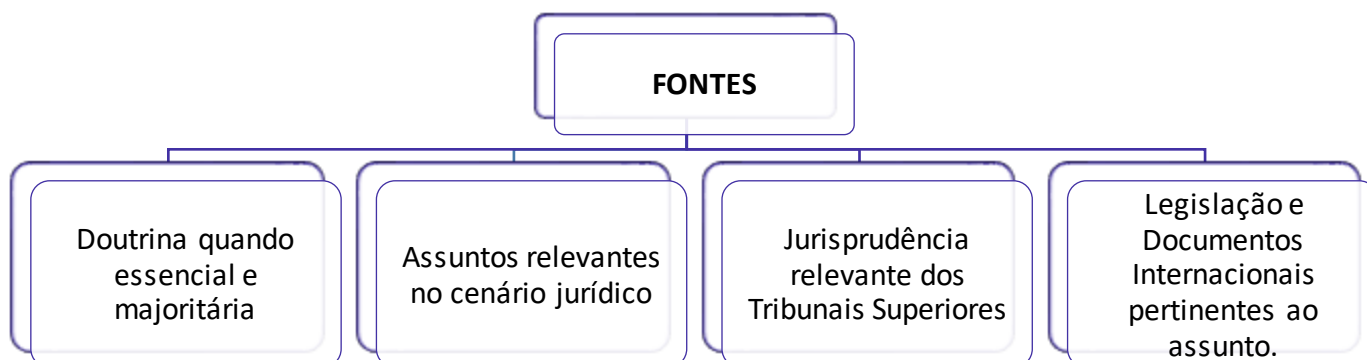 FONTES
Doutrina quando
essencial e
majoritária
Assuntos relevantes
no cenário jurídico
Jurisprudência
relevante dos
Tribunais Superiores
Legislação e
Documentos
Internacionais
pertinentes ao
assunto.